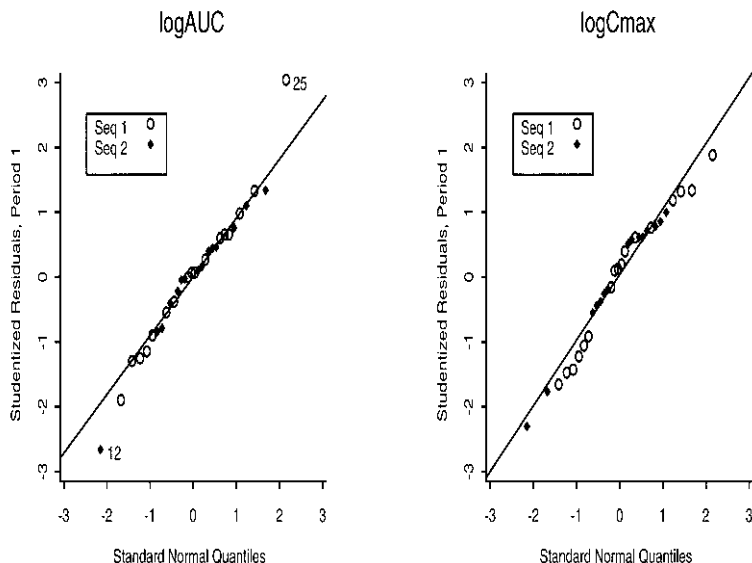 logAUC
Studentized Residuals, Period 1
3
2
1
0
-1
-2
-3
Seq 1
Seq 2
25
12
-3 -2 -1 0 1 2 3
Standard Normal Quantiles
logCmax
Studentized Residuals, Period 1
3
2
1
0
-1
-2
-3
Seq 1
Seq 2
-3 -2 -1 0 1 2 3
Standard Normal Quantiles